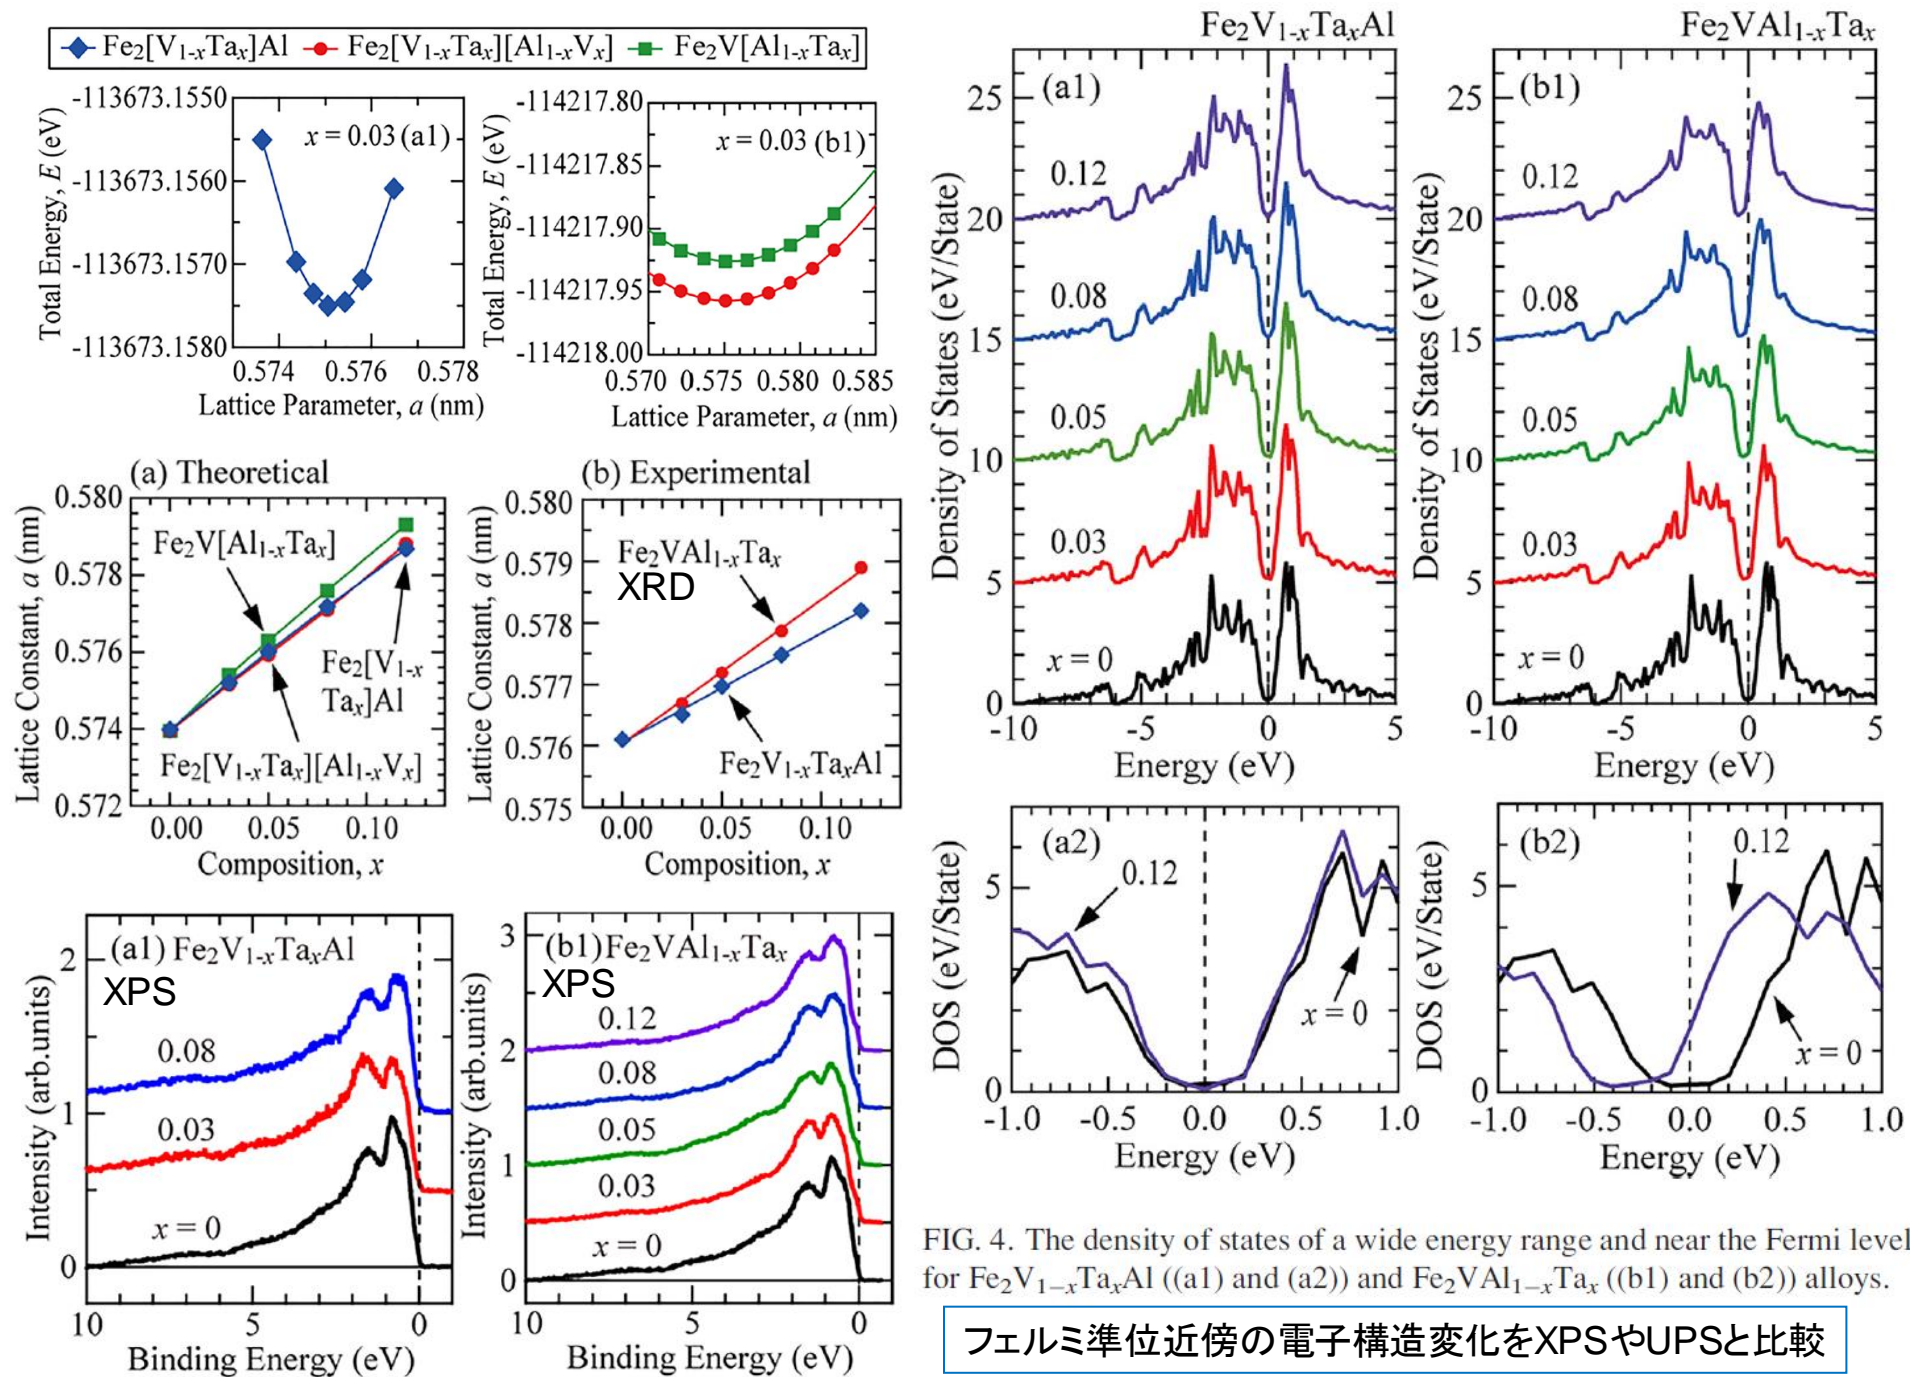 Fe₂[V₁₋ₓTaₓ]Al Fe₂[V₁₋ₓTaₓ][Al₁₋ₓVₓ] Fe₂V[Al₁₋ₓTaₓ]
Total Energy, E (eV)
-113673.1550
-113673.1560
-113673.1570
-113673.1580
x = 0.03 (a1)
0.574 0.576 0.578
Lattice Parameter, a (nm)
Total Energy, E (eV)
-114217.80
-114217.85
-114217.90
-114217.95
-114218.00
x = 0.03 (b1)
0.570 0.575 0.580 0.585
Lattice Parameter, a (nm)
(a) Theoretical
Lattice Constant, a (nm)
0.580
0.578
0.576
0.574
0.572
Fe₂V[Al₁₋ₓTaₓ]
Fe₂[V₁₋ₓ
Taₓ]Al
Fe₂[V₁₋ₓTaₓ][Al₁₋ₓVₓ]
0.00 0.05 0.10
Composition, x
(b) Experimental
Lattice Constant, a (nm)
0.580
0.579
0.578
0.577
0.576
0.575
Fe₂VAl₁₋ₓTaₓ
XRD
Fe₂V₁₋ₓTaₓAl
0.00 0.05 0.10
Composition, x
(a1) Fe₂V₁₋ₓTaₓAl
XPS
Intensity (arb.units)
2
1
0
0.08
0.03
x = 0
10 5 0
Binding Energy (eV)
(b1) Fe₂VAl₁₋ₓTaₓ
XPS
Intensity (arb.units)
3
2
1
0
0.12
0.08
0.05
0.03
x = 0
10 5 0
Binding Energy (eV)
Fe₂V₁₋ₓTaₓAl
(a1)
Density of States (eV/State)
25
20
15
10
5
0
0.12
0.08
0.05
0.03
x = 0
-10 -5 0 5
Energy (eV)
Fe₂VAl₁₋ₓTaₓ
(b1)
Density of States (eV/State)
25
20
15
10
5
0
0.12
0.08
0.05
0.03
x = 0
-10 -5 0 5
Energy (eV)
(a2)
DOS (eV/State)
5
0
0.12
x = 0
-1.0 -0.5 0.0 0.5 1.0
Energy (eV)
(b2)
DOS (eV/State)
5
0
0.12
x = 0
-1.0 -0.5 0.0 0.5 1.0
Energy (eV)
FIG. 4. The density of states of a wide energy range and near the Fermi level
for Fe₂V₁₋ₓTaₓAl ((a1) and (a2)) and Fe₂VAl₁₋ₓTaₓ ((b1) and (b2)) alloys.
フェルミ準位近傍の電子構造変化をXPSやUPSと比較